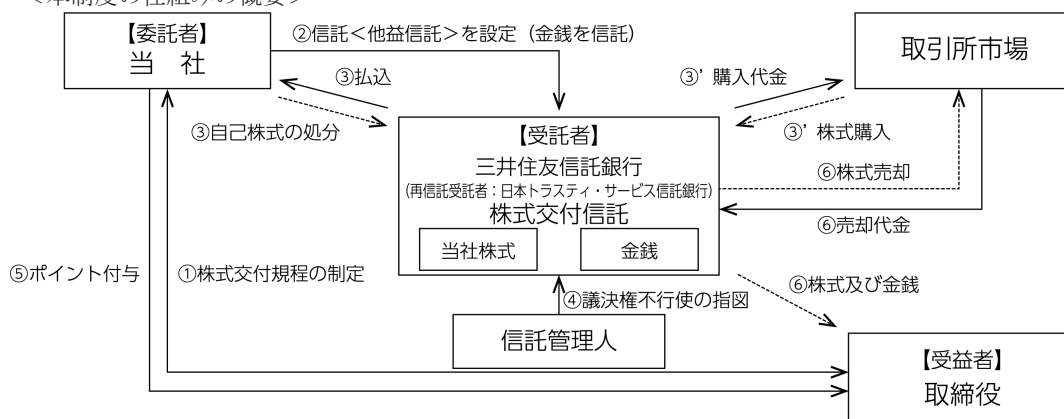 ＜本制度の仕組みの概要＞
【委託者】
当　社
②信託＜他益信託＞を設定（金銭を信託）
取引所市場
③払込
③’購入代金
③自己株式の処分
③’株式購入
【受託者】
三井住友信託銀行
(再信託受託者：日本トラスティ・サービス信託銀行)
株式交付信託
当社株式
金銭
⑥株式売却
⑥売却代金
⑤ポイント付与
①株式交付規程の制定
④議決権不行使の指図
⑥株式及び金銭
信託管理人
【受益者】
取締役